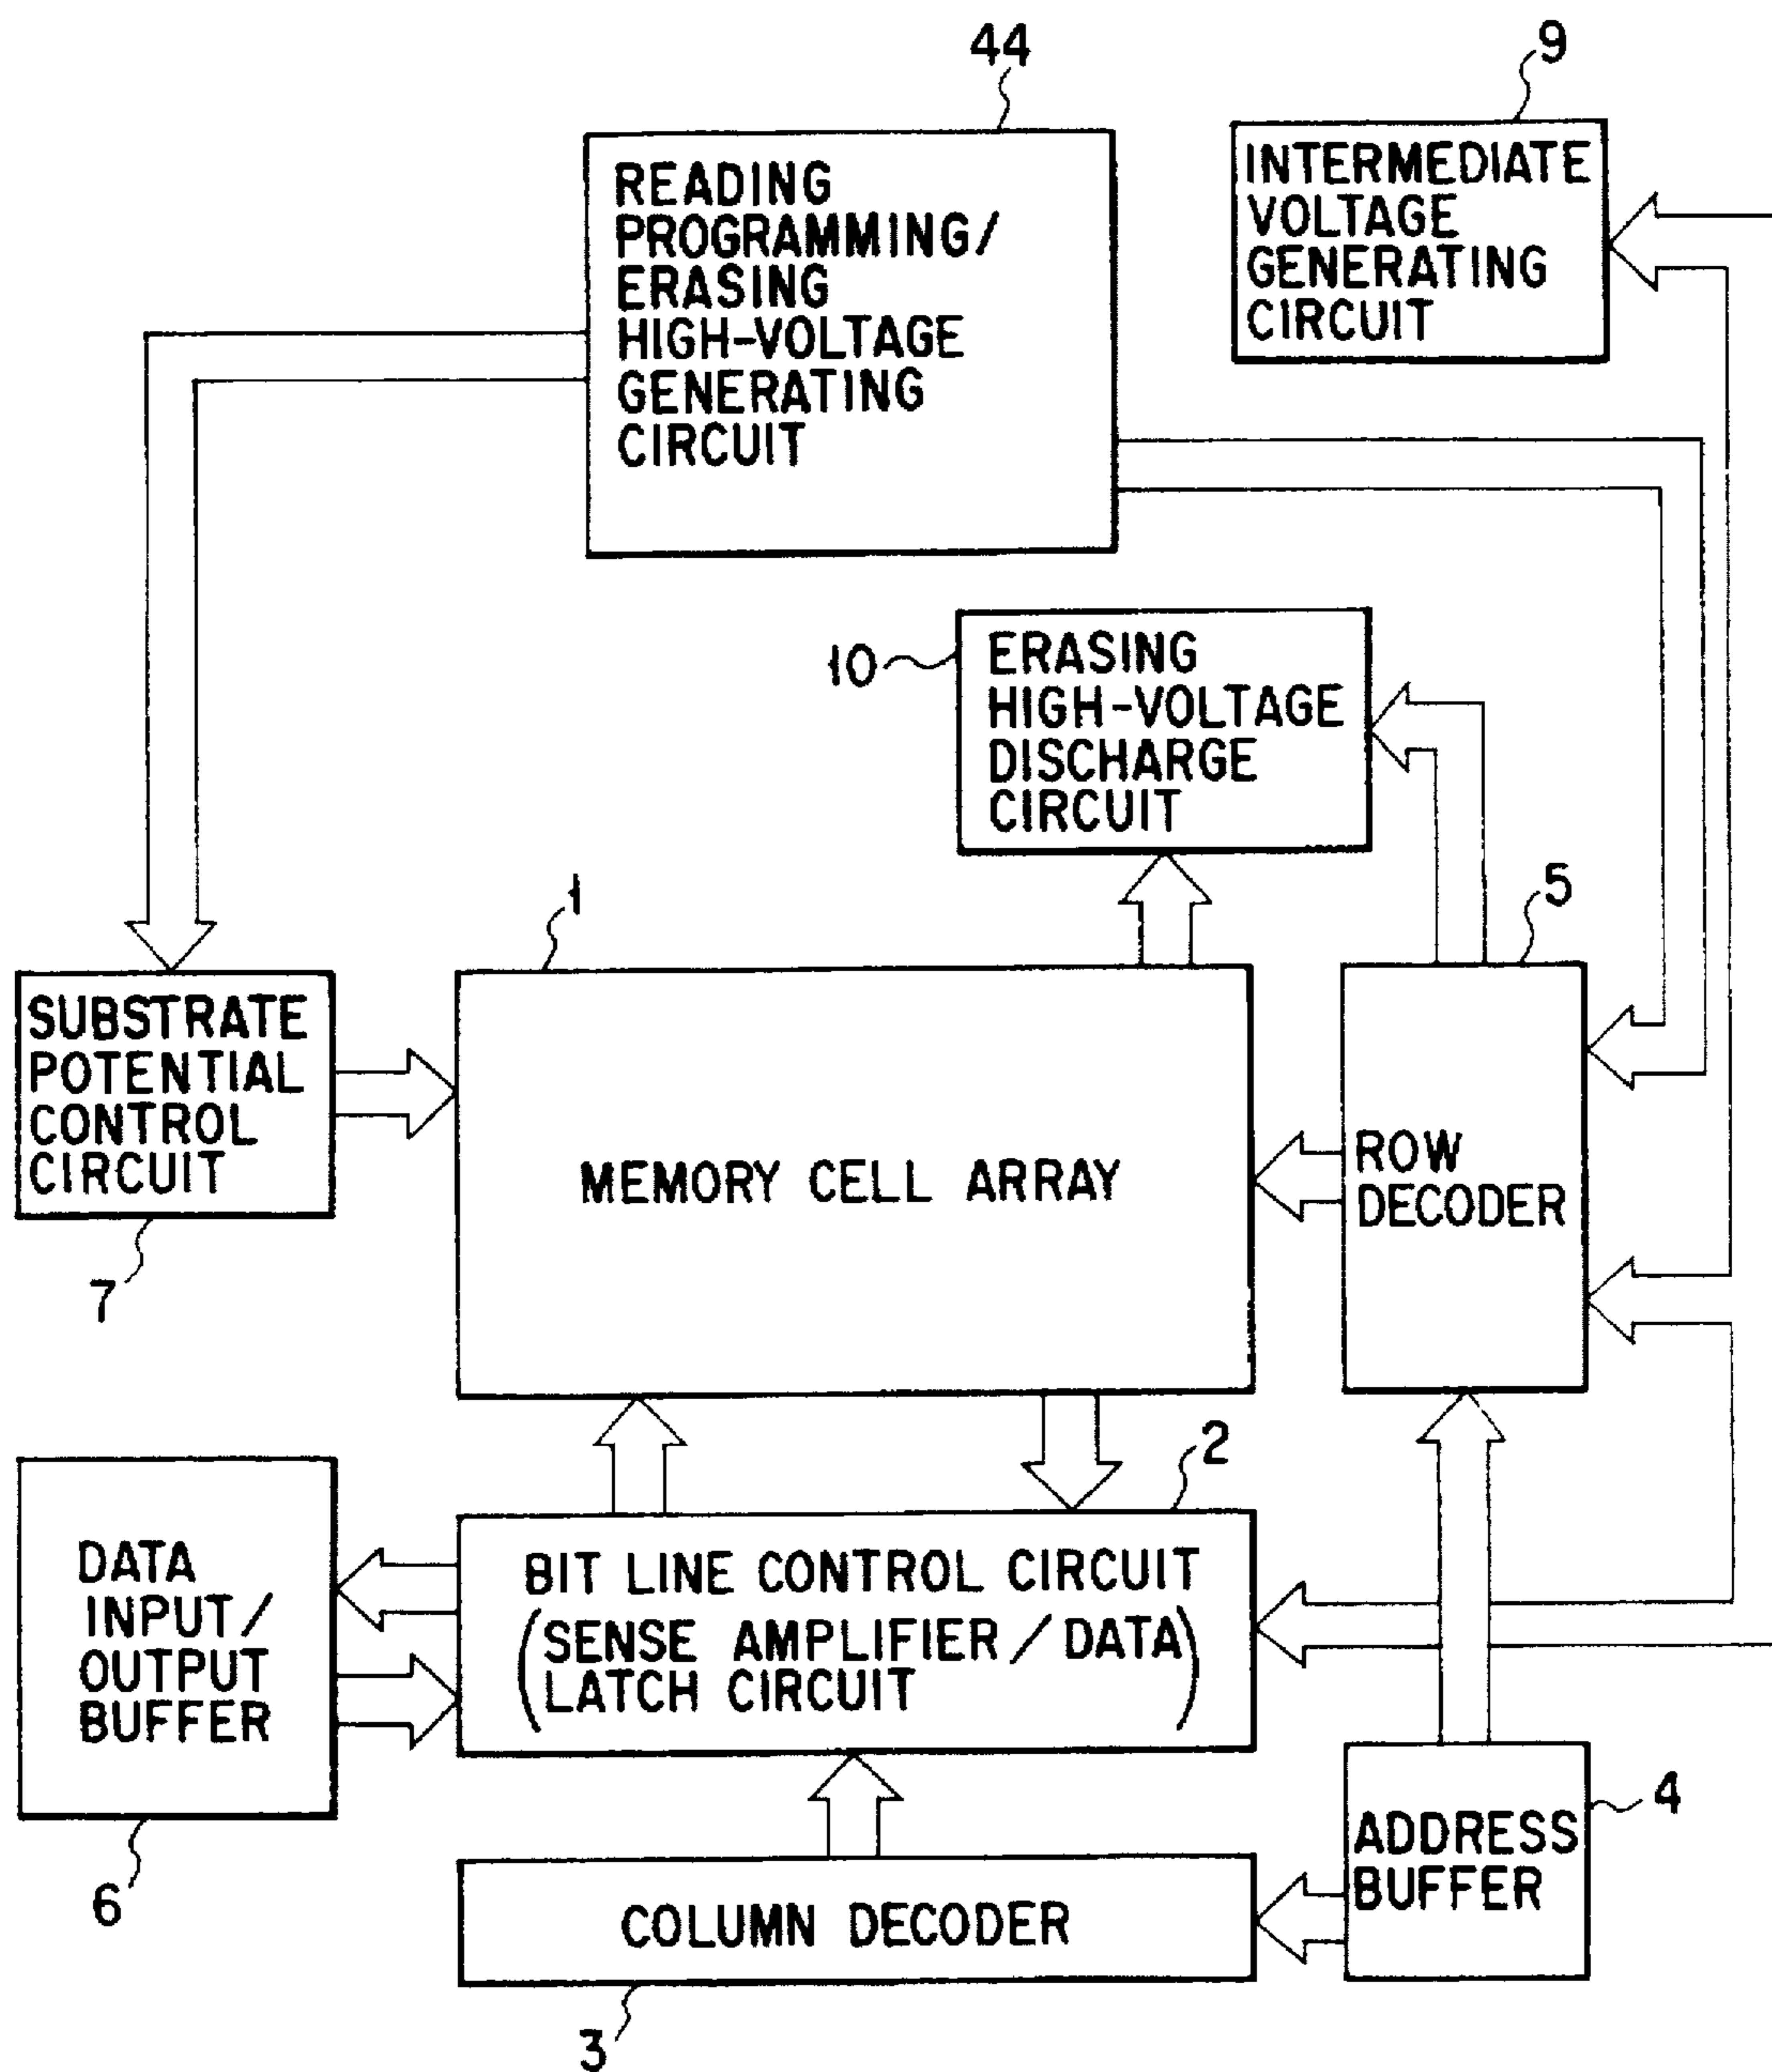 44
9
READING
PROGRAMMING/
ERASING
HIGH-VOLTAGE
GENERATING
CIRCUIT
INTERMEDIATE
VOLTAGE
GENERATING
CIRCUIT
10
ERASING
HIGH-VOLTAGE
DISCHARGE
CIRCUIT
1
5
SUBSTRATE
POTENTIAL
CONTROL
CIRCUIT
7
MEMORY CELL ARRAY
ROW
DECODER
2
DATA
INPUT/
OUTPUT
BUFFER
6
BIT LINE CONTROL CIRCUIT
(SENSE AMPLIFIER/DATA
LATCH CIRCUIT)
4
ADDRESS
BUFFER
COLUMN DECODER
3